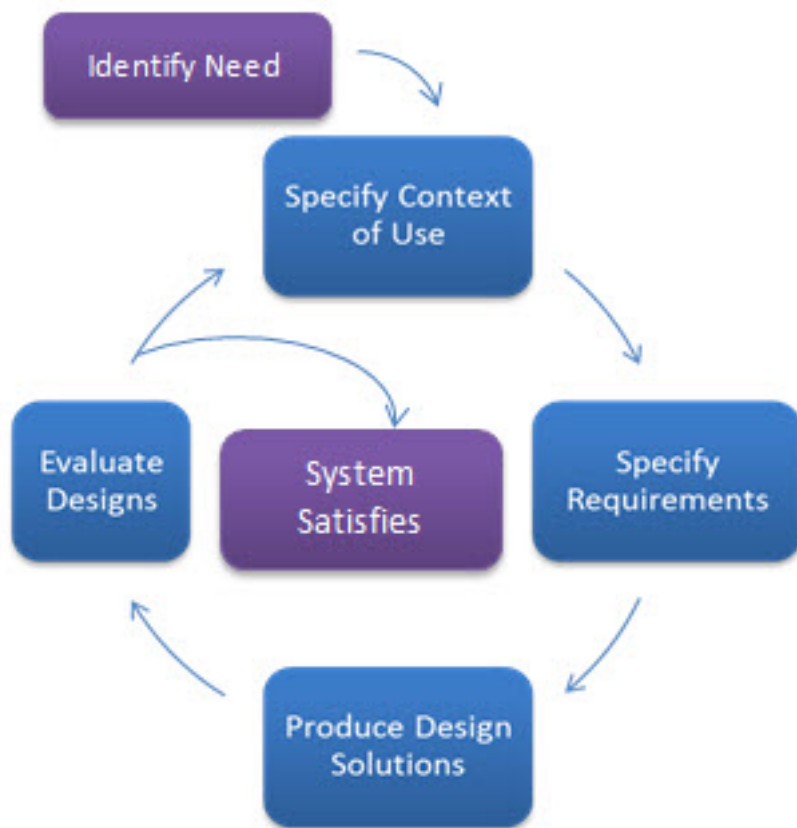 Identify Need
Specify Context
of Use
Specify
Requirements
Produce Design
Solutions
Evaluate
Designs
System
Satisfies